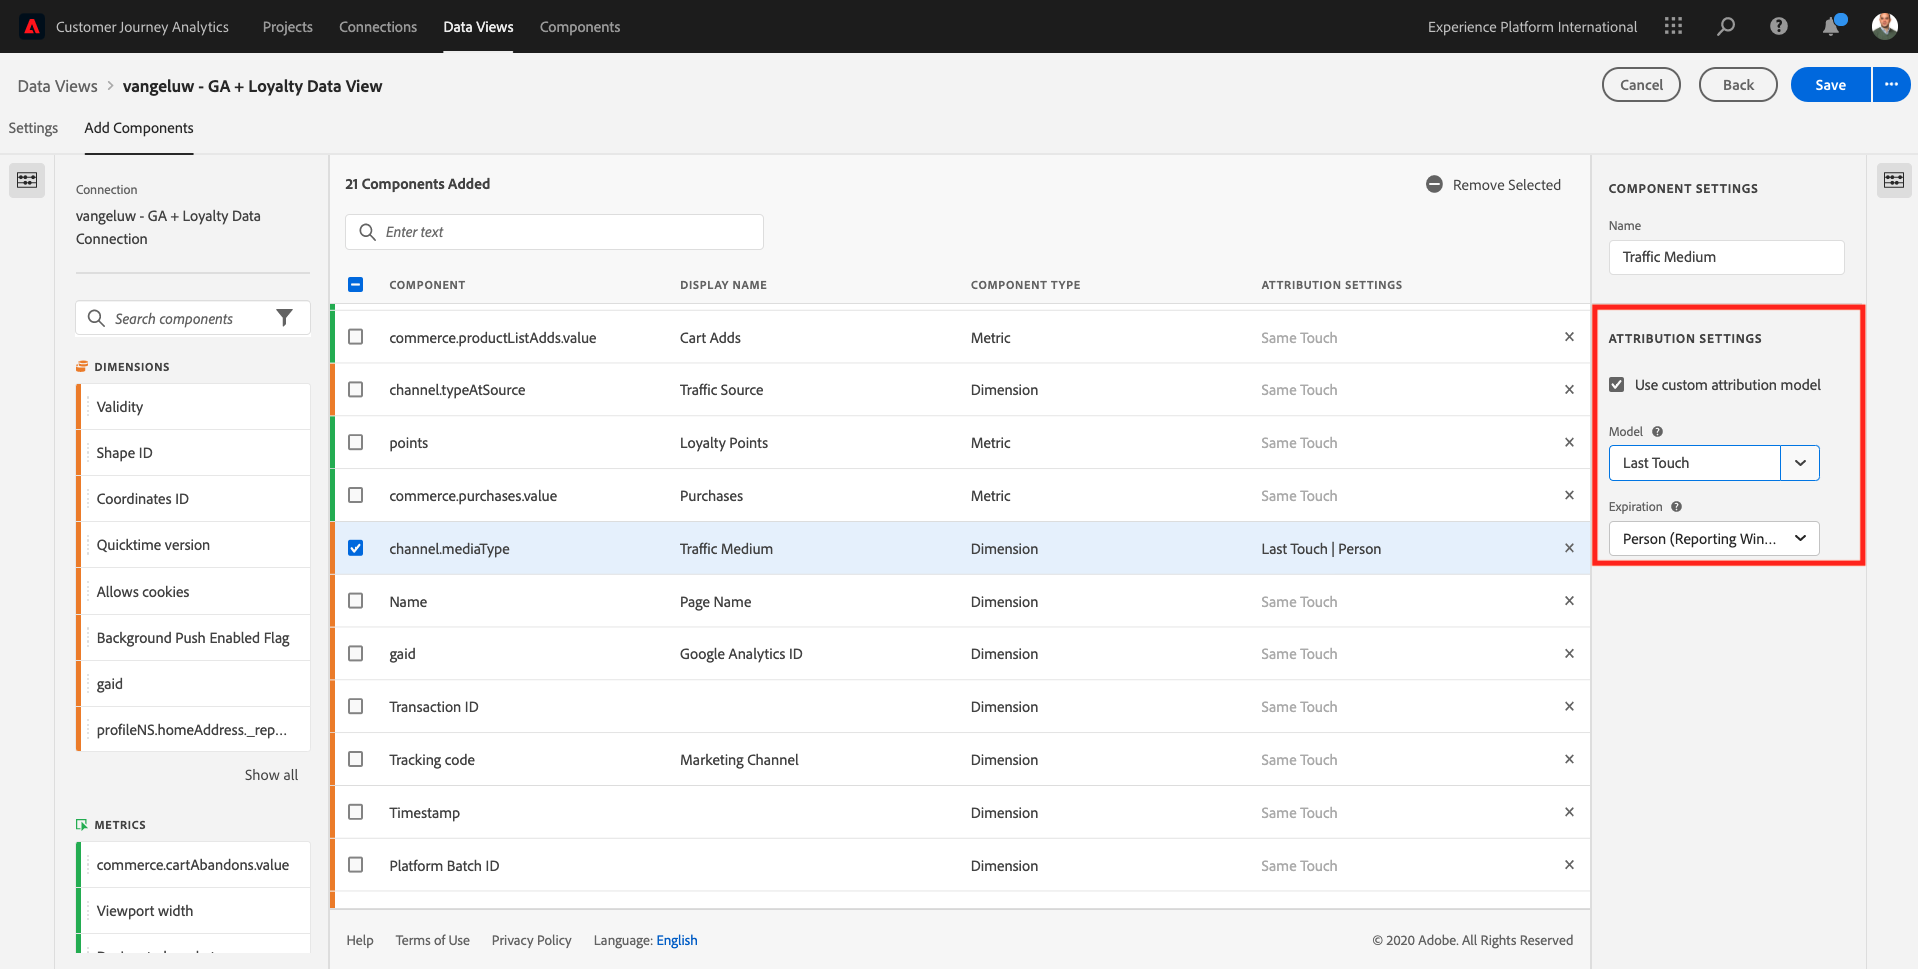 Customer Journey Analytics
Projects
Connections
Data Views
Components
Experience Platform International
Data Views > vangeluw - GA + Loyalty Data View
Cancel
Back
Save
Settings
Add Components
Connection
vangeluw - GA + Loyalty Data
Connection
Search components
DIMENSIONS
Validity
Shape ID
Coordinates ID
Quicktime version
Allows cookies
Background Push Enabled Flag
gaid
profileNS.homeAddress._rep...
Show all
METRICS
commerce.cartAbandons.value
Viewport width
21 Components Added
Remove Selected
Enter text
COMPONENT DISPLAY NAME COMPONENT TYPE ATTRIBUTION SETTINGS
commerce.productListAdds.value Cart Adds Metric Same Touch
channel.typeAtSource Traffic Source Dimension Same Touch
points Loyalty Points Metric Same Touch
commerce.purchases.value Purchases Metric Same Touch
channel.mediaType Traffic Medium Dimension Last Touch | Person
Name Page Name Dimension Same Touch
gaid Google Analytics ID Dimension Same Touch
Transaction ID Dimension Same Touch
Tracking code Marketing Channel Dimension Same Touch
Timestamp Dimension Same Touch
Platform Batch ID Dimension Same Touch
Help
Terms of Use
Privacy Policy
Language: English
© 2020 Adobe. All Rights Reserved
COMPONENT SETTINGS
Name
Traffic Medium
ATTRIBUTION SETTINGS
Use custom attribution model
Model
Last Touch
Expiration
Person (Reporting Win...